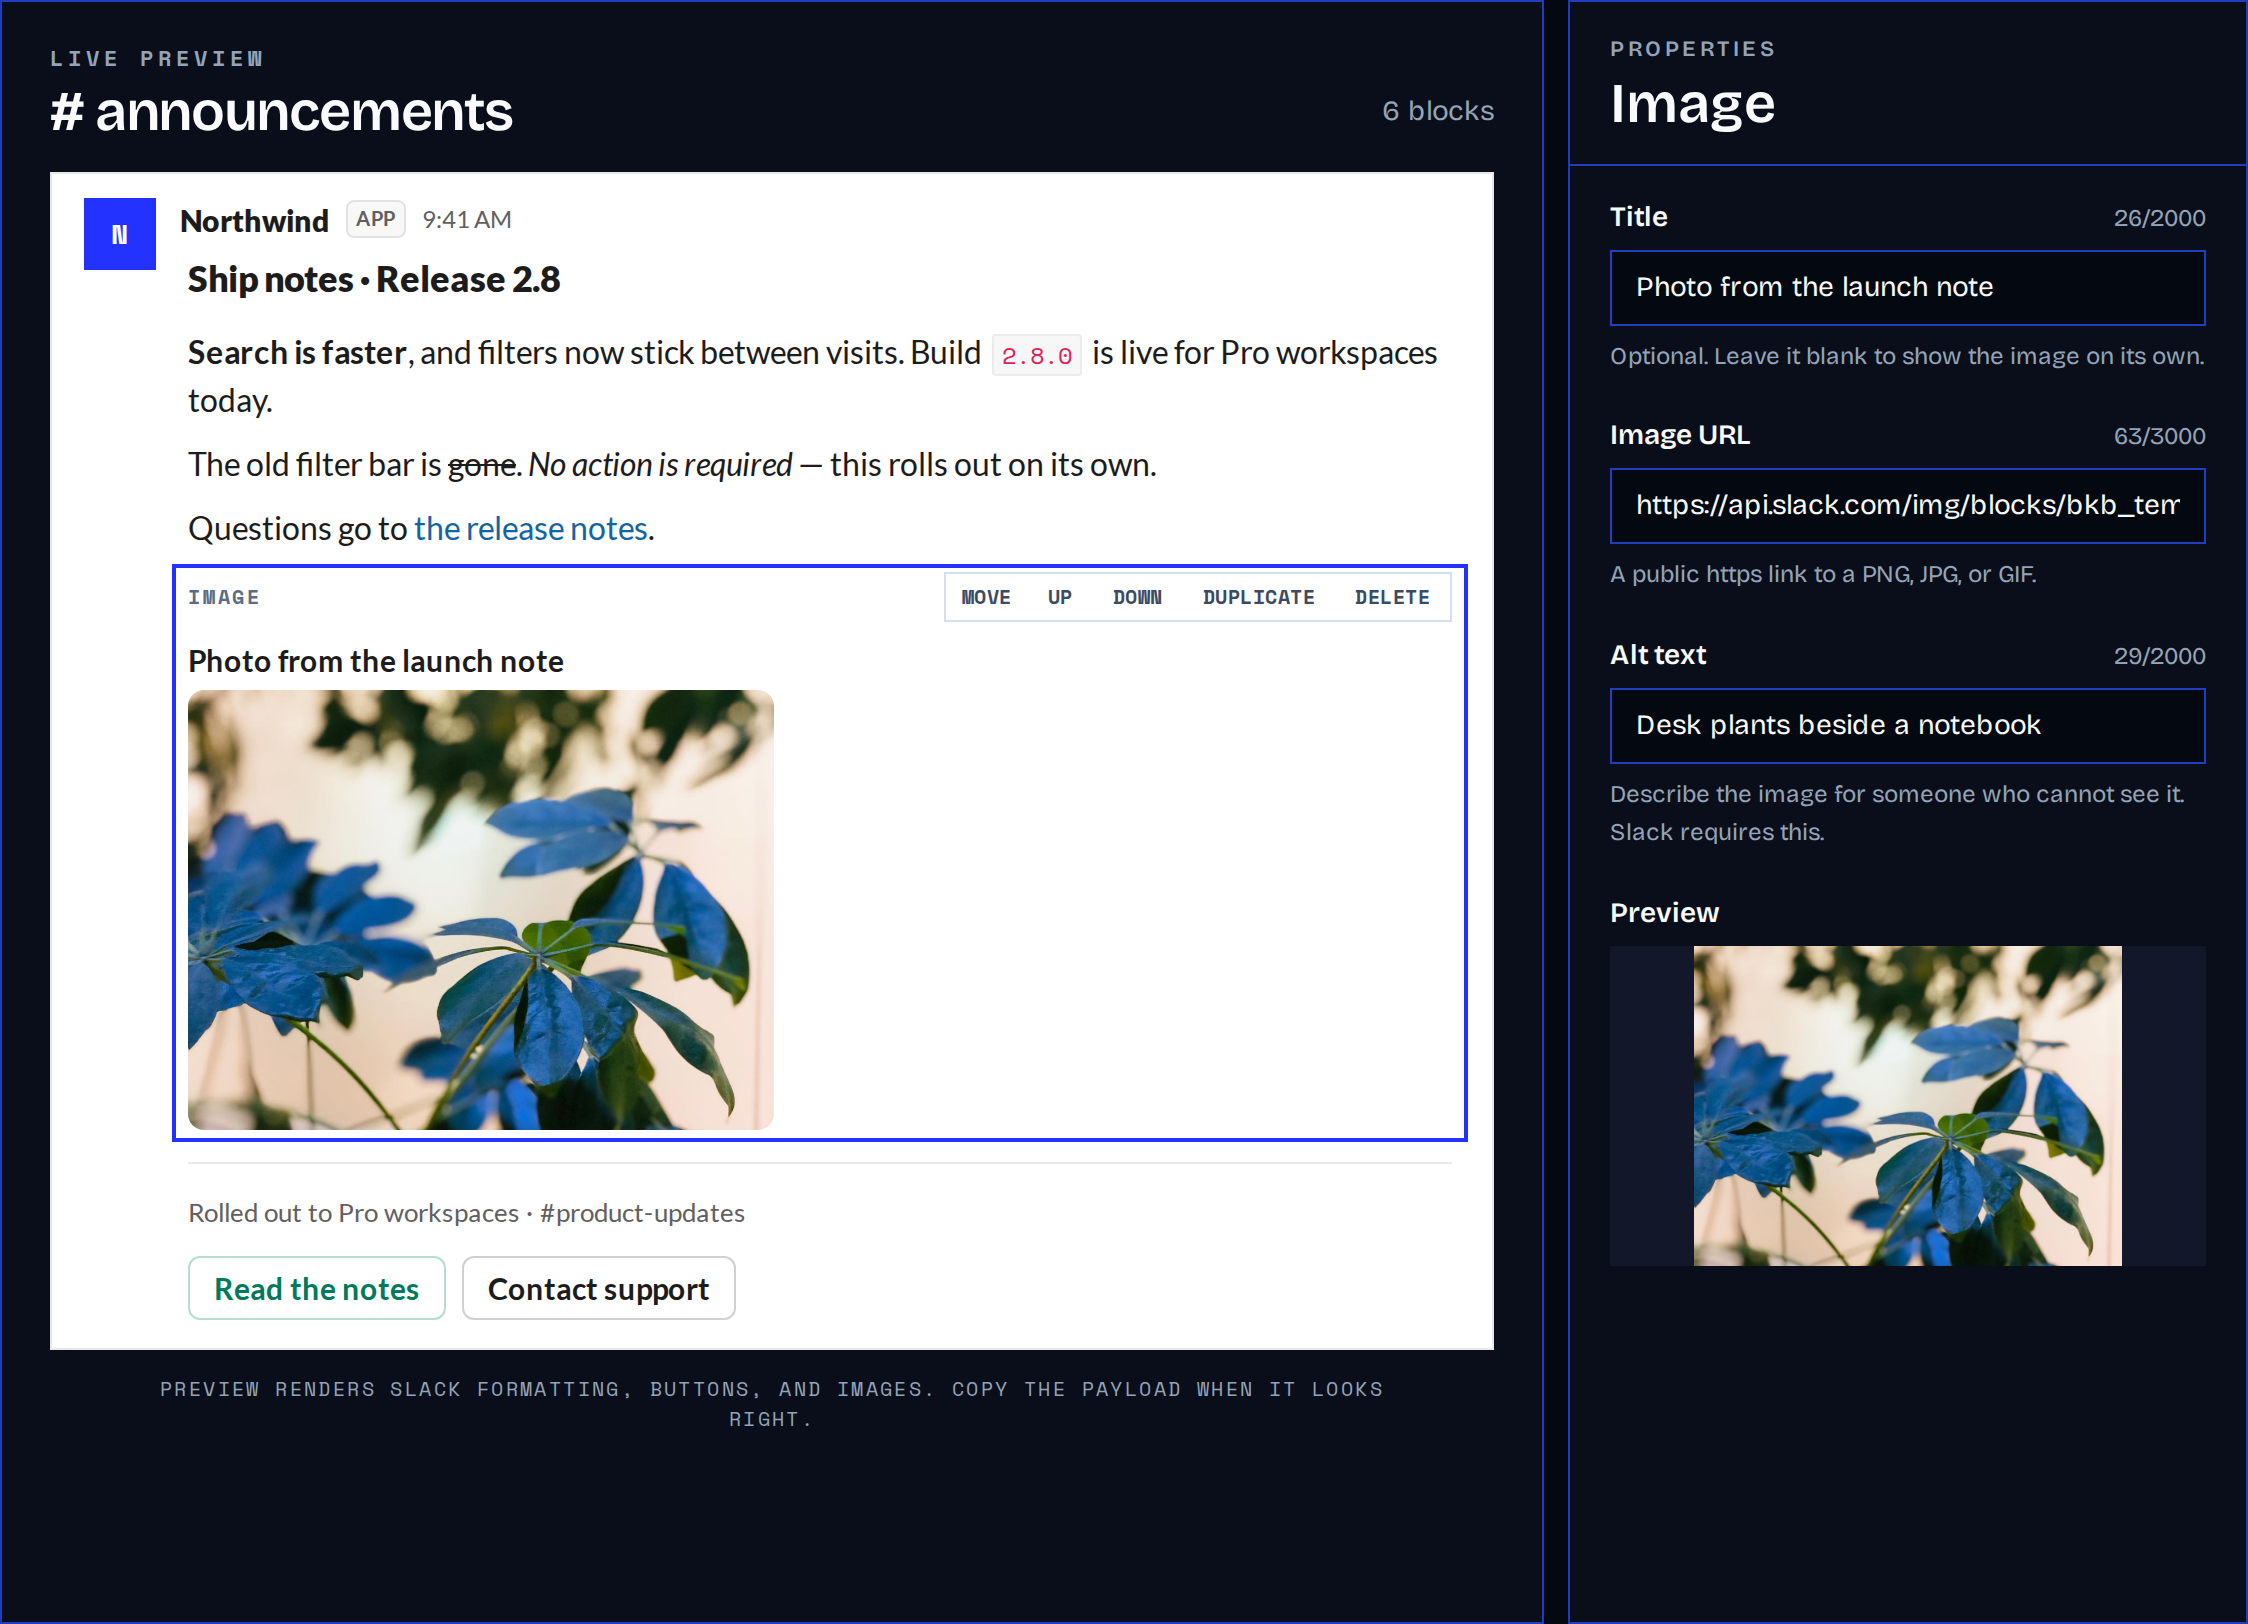 LIVE PREVIEW
# announcements
6 blocks
N
Northwind APP 9:41 AM
Ship notes · Release 2.8
Search is faster, and filters now stick between visits. Build 2.8.0 is live for Pro workspaces
today.
The old filter bar is gone. No action is required — this rolls out on its own.
Questions go to the release notes.
IMAGE
MOVE UP DOWN DUPLICATE DELETE
Photo from the launch note
Rolled out to Pro workspaces · #product-updates
Read the notes
Contact support
PREVIEW RENDERS SLACK FORMATTING, BUTTONS, AND IMAGES. COPY THE PAYLOAD WHEN IT LOOKS
RIGHT.
PROPERTIES
Image
Title 26/2000
Photo from the launch note
Optional. Leave it blank to show the image on its own.
Image URL 63/3000
https://api.slack.com/img/blocks/bkb_tem
A public https link to a PNG, JPG, or GIF.
Alt text 29/2000
Desk plants beside a notebook
Describe the image for someone who cannot see it.
Slack requires this.
Preview